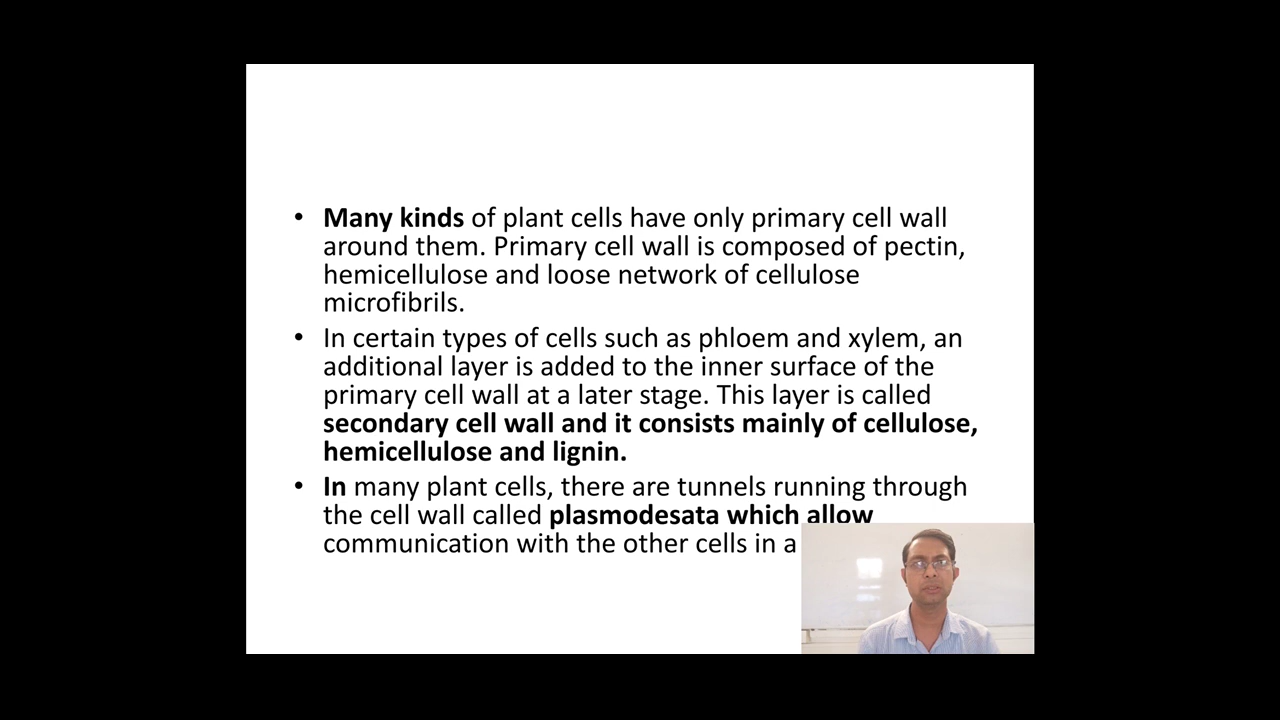 • Many kinds of plant cells have only primary cell wall
around them. Primary cell wall is composed of pectin,
hemicellulose and loose network of cellulose
microfibrils.
• In certain types of cells such as phloem and xylem, an
additional layer is added to the inner surface of the
primary cell wall at a later stage. This layer is called
secondary cell wall and it consists mainly of cellulose,
hemicellulose and lignin.
• In many plant cells, there are tunnels running through
the cell wall called plasmodesata which allow
communication with the other cells in a